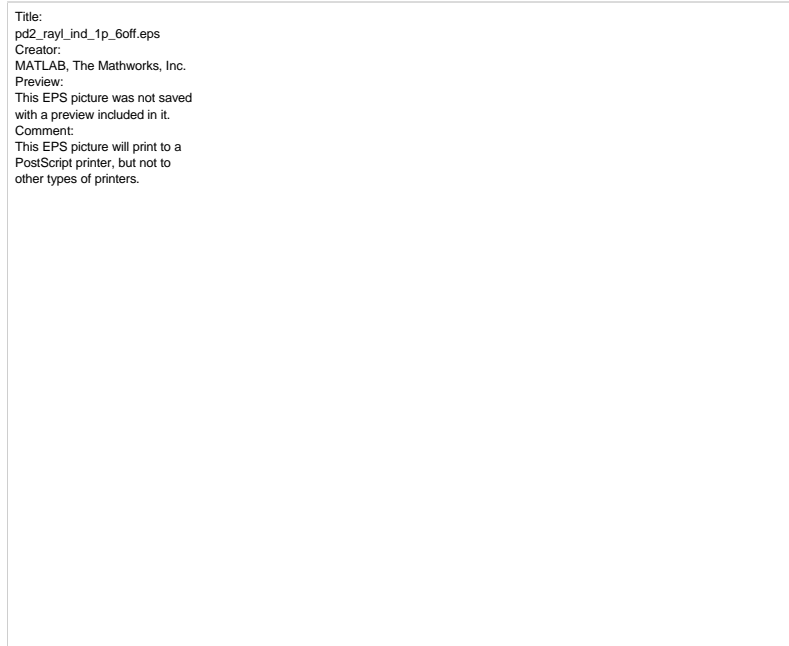 Title:
pd2_rayl_ind_1p_6off.eps
Creator:
MATLAB, The Mathworks, Inc.
Preview:
This EPS picture was not saved
with a preview included in it.
Comment:
This EPS picture will print to a
PostScript printer, but not to
other types of printers.